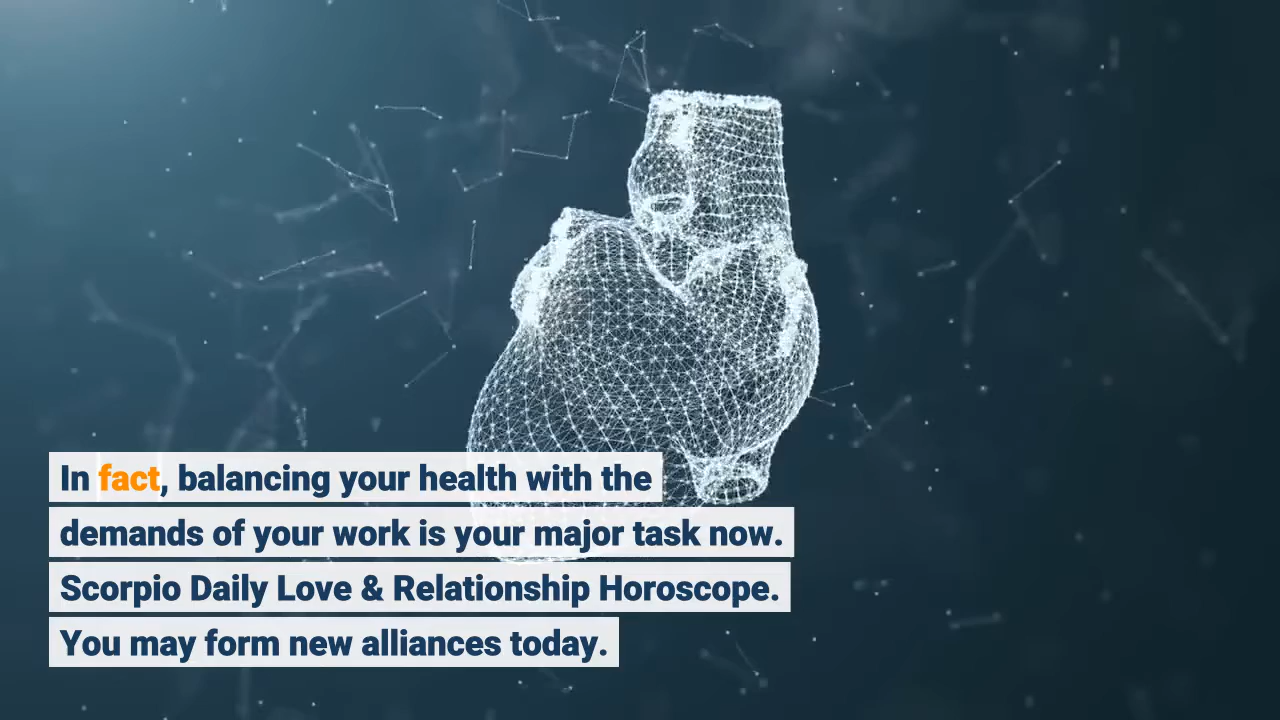 In fact, balancing your health with the
demands of your work is your major task now.
Scorpio Daily Love & Relationship Horoscope.
You may form new alliances today.